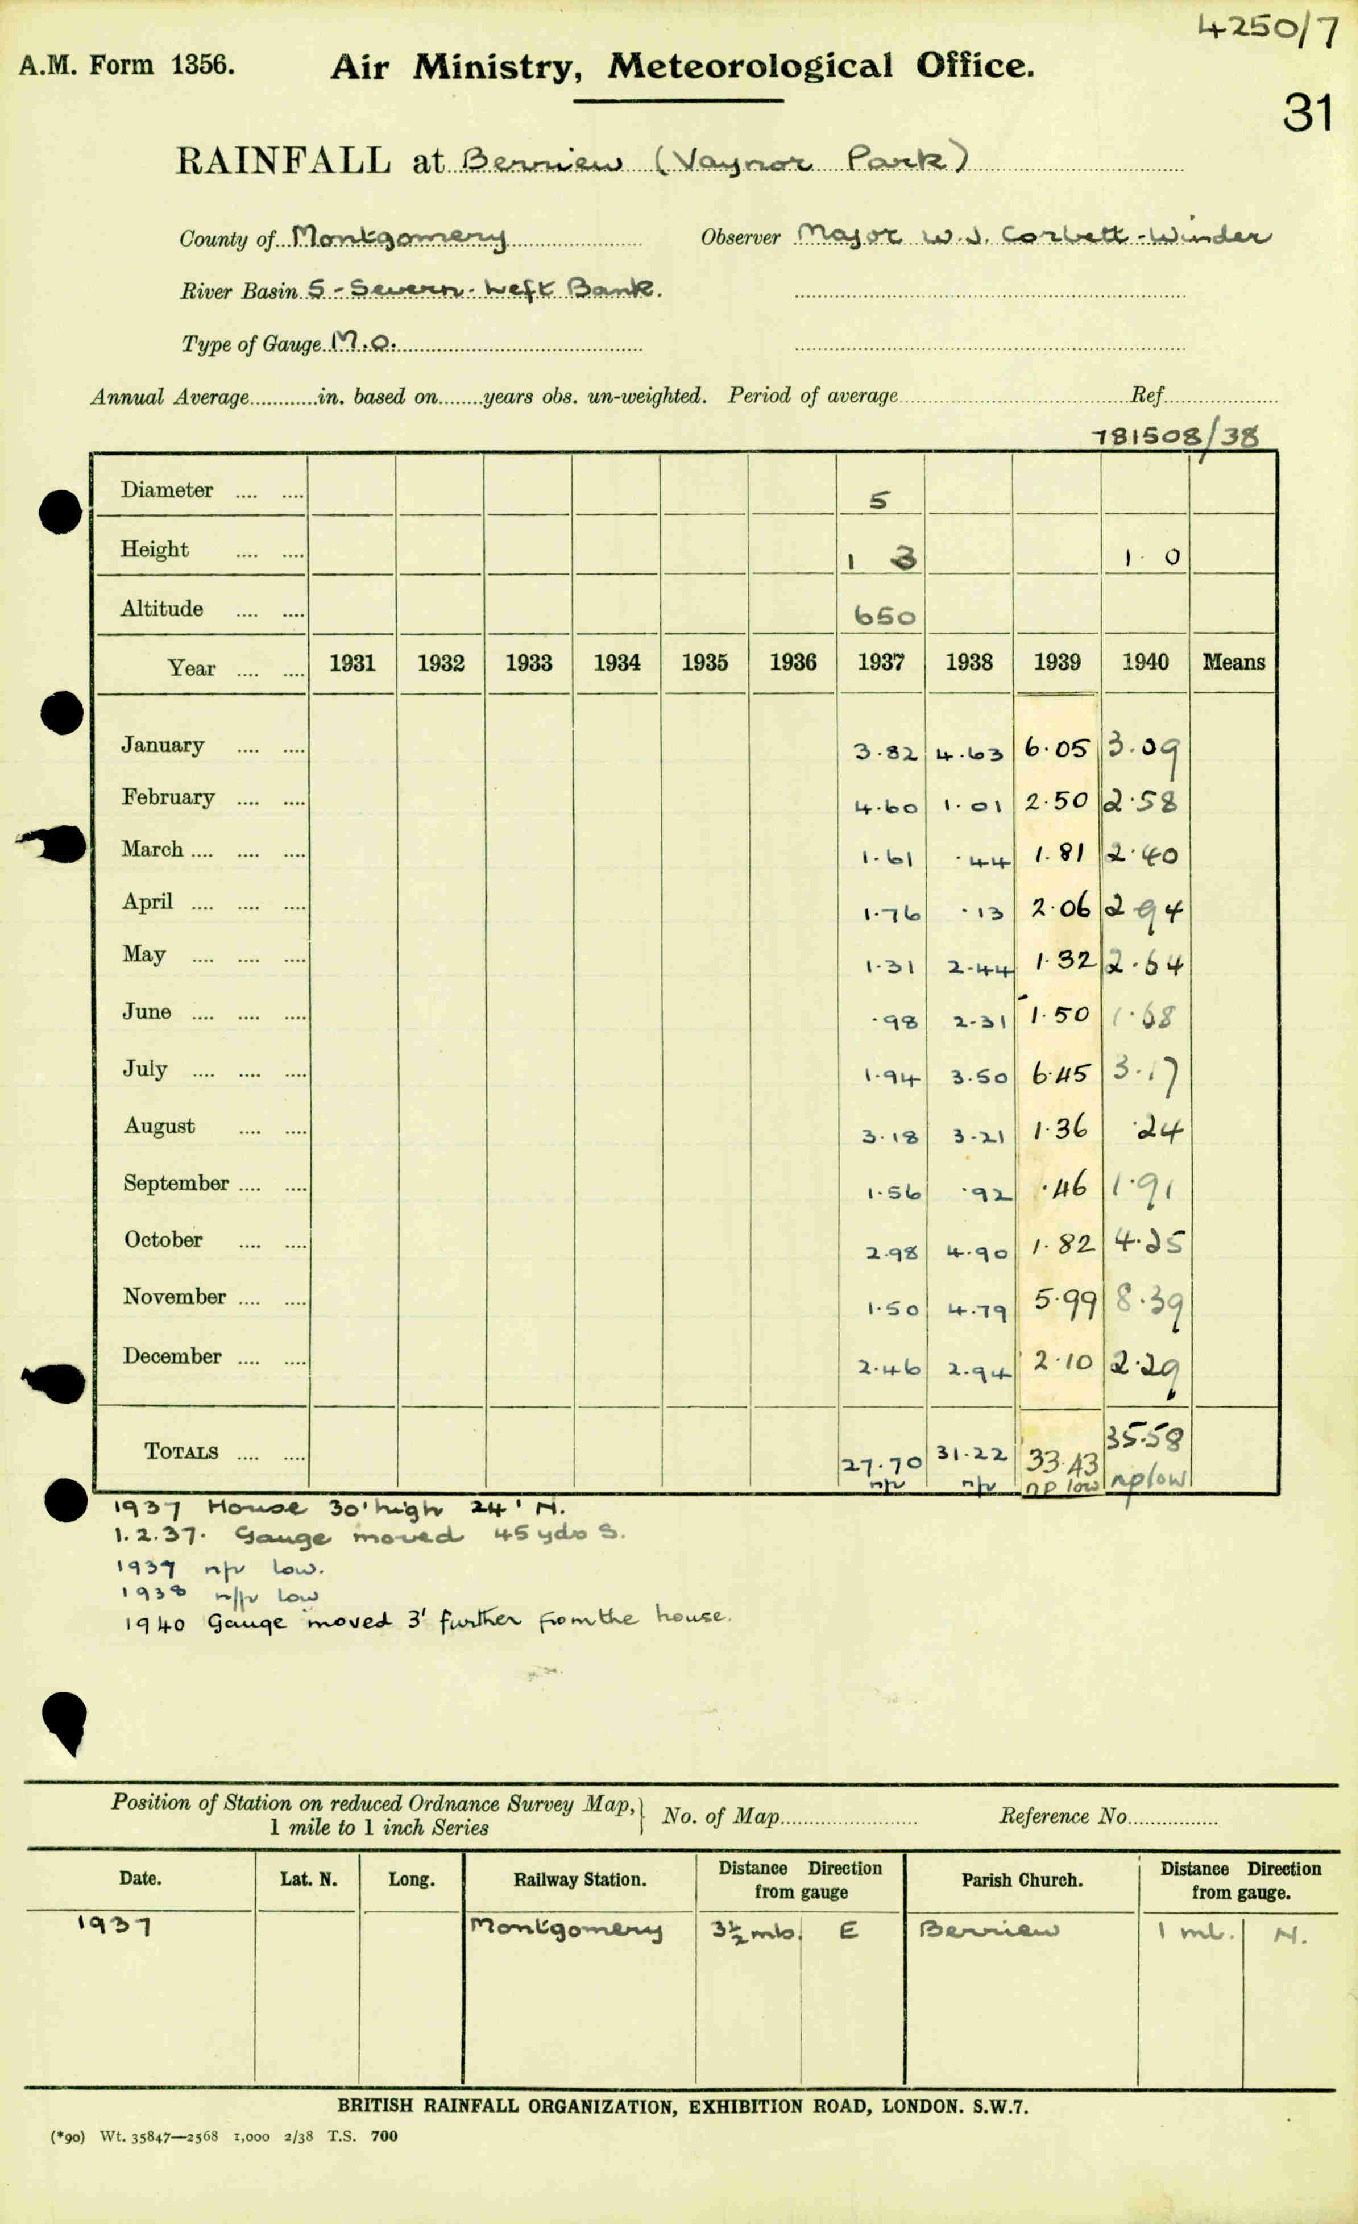 4250/7
A.M. Form 1356. Air Ministry, Meteorological Office.
31
RAINFALL at Berriew (Vaynor Park)
County of Montgomery Observer Major W.J. Corbett-Winder
River Basin 5 - Severn - Left Bank.
Type of Gauge M.O.
Annual Average............in. based on........years obs. un-weighted. Period of average Ref.
781508/38
Diameter .... .... 5
Height .... .... 1 3 1 0
Altitude .... .... 650
Year .... .... 1931 1932 1933 1934 1935 1936 1937 1938 1939 1940 Means
January .... .... 3.82 4.63 6.05 3.09
February .... .... 4.60 1.01 2.50 2.58
March .... .... .... 1.61 .44 1.81 2.40
April .... .... .... 1.76 .13 2.06 2.94
May .... .... .... 1.31 2.44 1.32 2.64
June .... .... .... .98 2.31 1.50 1.68
July .... .... .... 1.94 3.50 6.45 3.17
August .... .... 3.18 3.21 1.36 .24
September .... .... 1.56 .92 .46 1.91
October .... .... 2.98 4.90 1.82 4.25
November .... .... 1.50 4.79 5.99 8.39
December .... .... 2.46 2.94 2.10 2.29
TOTALS .... .... 27.70 31.22 33.43 35.58
n/p n/p np low np low
1937 House 30' high 24' N.
1.2.37. Gauge moved 45 yds S.
1937 n/p low.
1938 n/p low
1940 Gauge moved 3' further from the house.
Position of Station on reduced Ordnance Survey Map, 1 mile to 1 inch Series } No. of Map Reference No.
Date. Lat. N. Long. Railway Station. Distance Direction from gauge Parish Church. Distance Direction from gauge.
1937 Montgomery 3½ mls. E Berriew 1 ml. N.
BRITISH RAINFALL ORGANIZATION, EXHIBITION ROAD, LONDON. S.W.7.
(*90) Wt. 35847—2568 1,000 2/38 T.S. 700